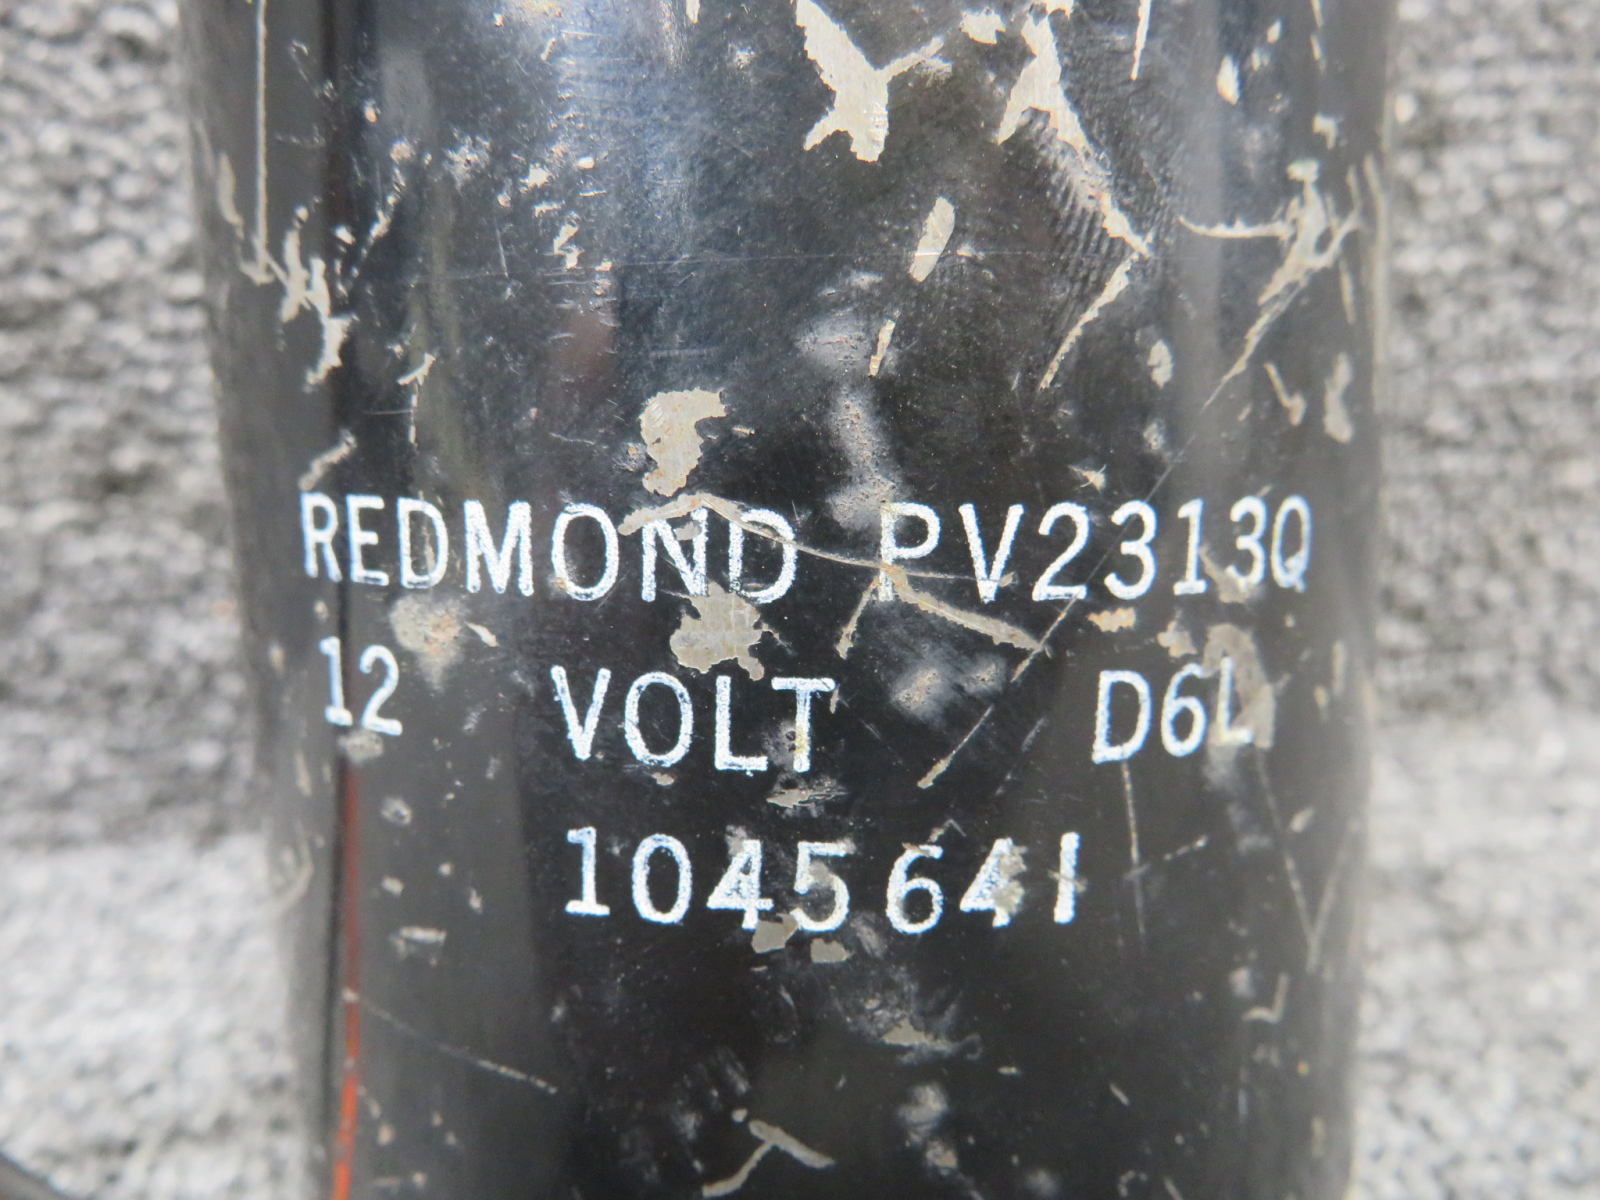 REDMOND PV2313Q
12 VOLT D6L
1045641